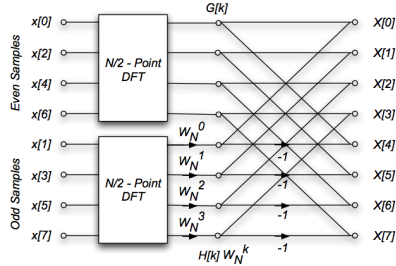 G[k]
x[0]
X[0]
x[2]
X[1]
x[4]
X[2]
x[6]
X[3]
Even Samples
N/2 - Point
DFT
x[1]
W_N^0
-1
X[4]
x[3]
W_N^1
-1
X[5]
x[5]
W_N^2
-1
X[6]
x[7]
W_N^3
-1
X[7]
Odd Samples
N/2 - Point
DFT
H[k] W_N^k